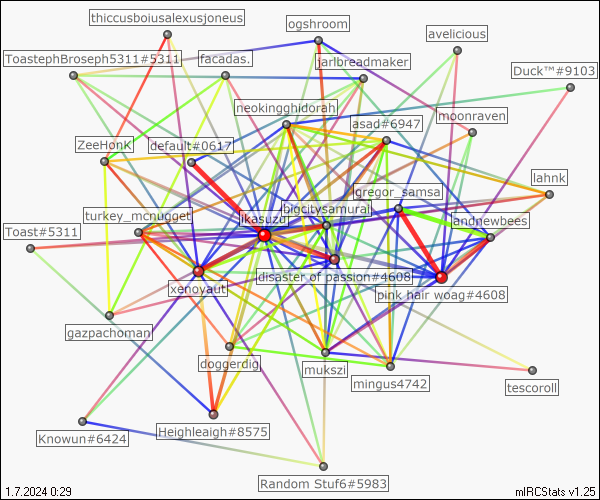 thiccusboiusalexusjoneus
ogshroom
avelicious
ToastephBroseph5311#5311
facadas.
jarlbreadmaker
Duck™#9103
neokingghidorah
asad#6947
moonraven
ZeeHonk
default#0617
gregor_samsa
lahnk
turkey_mcnugget
ikasuzo
bigcitysamurai
andnewbees
Toast#5311
disaster of passion#4608
xenoyaut
pink hair woag#4608
gazpachoman
doggerdig
mukszi
mingus4742
tescoroll
Knowun#6424
Heighleaigh#8575
Random Stuf6#5983
1.7.2024 0:29
mIRCStats v1.25